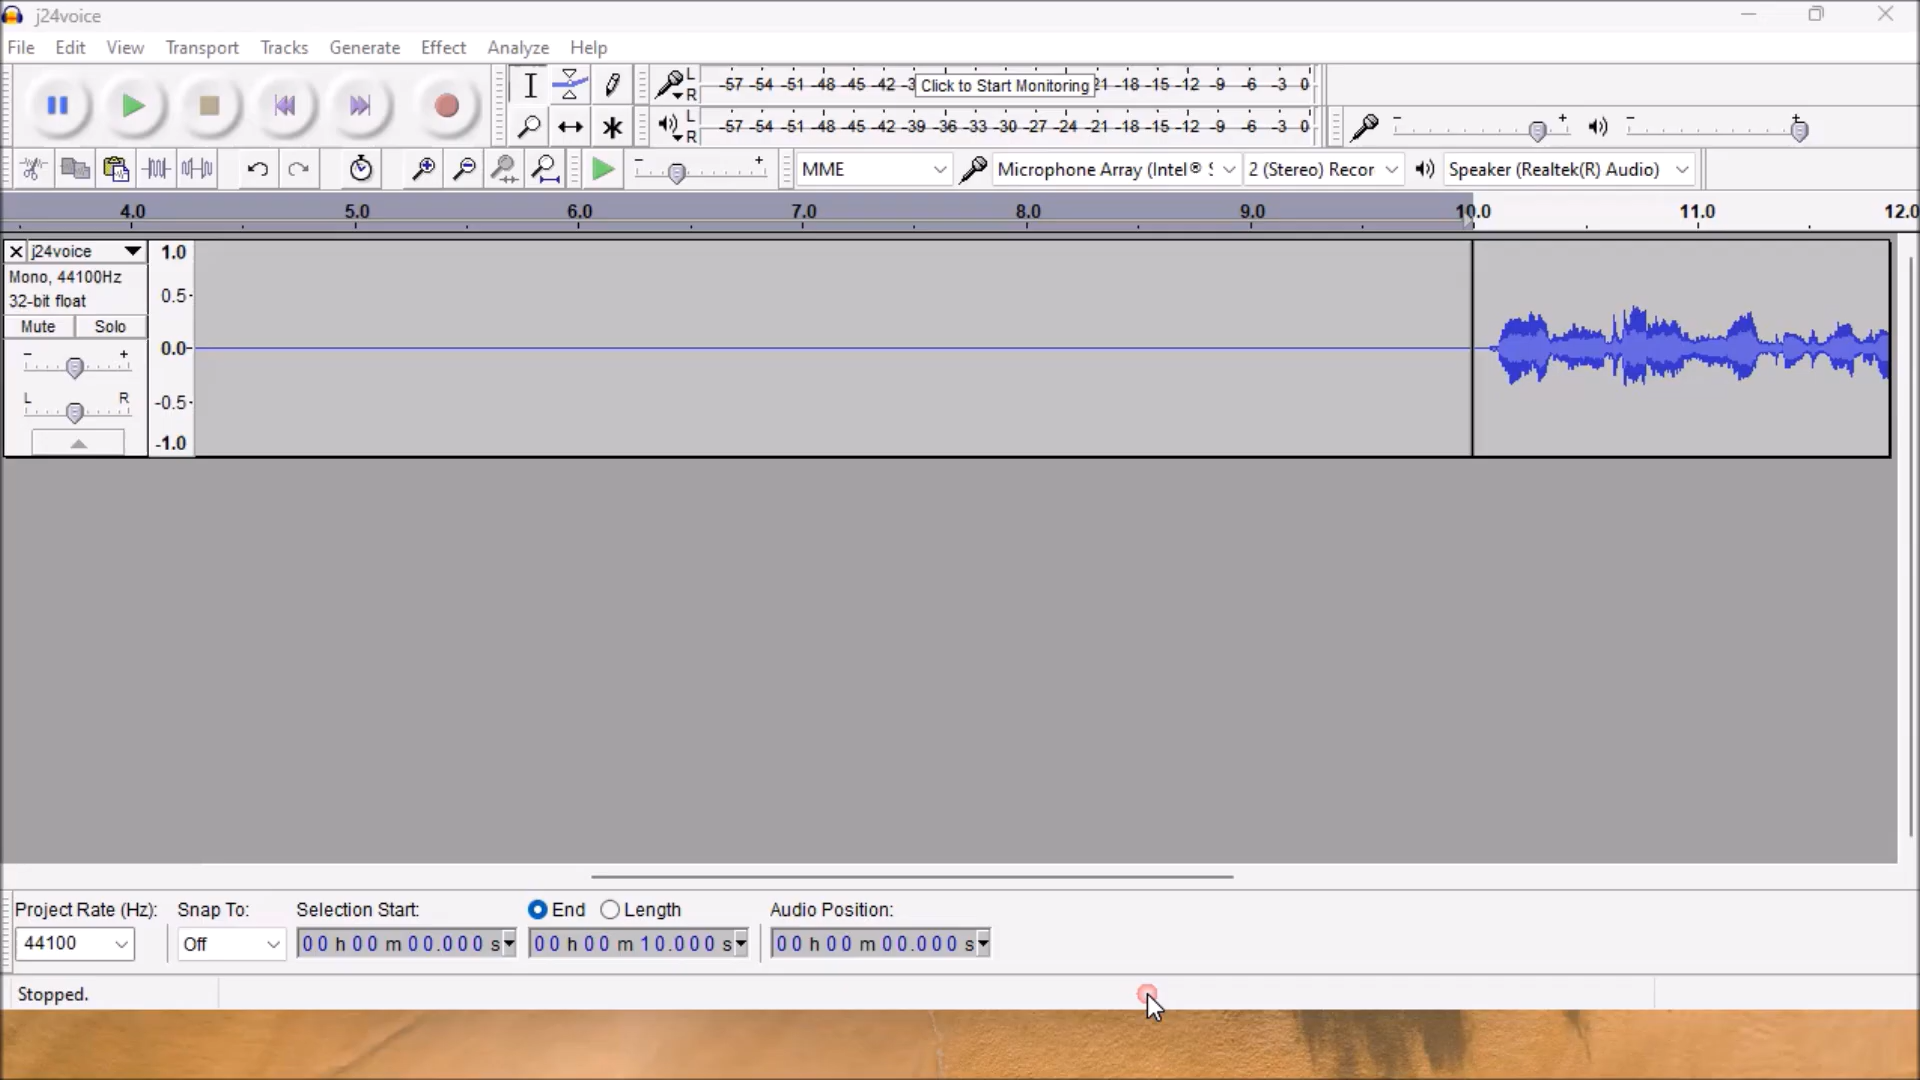 j24voice
File Edit View Transport Tracks Generate Effect Analyze Help
L
R
-57 -54 -51 -48 -45 -42 -3 Click to Start Monitoring 21 -18 -15 -12 -9 -6 -3 0
L
R
-57 -54 -51 -48 -45 -42 -39 -36 -33 -30 -27 -24 -21 -18 -15 -12 -9 -6 -3 0
MME Microphone Array (Intel® 2 (Stereo) Recor Speaker (Realtek(R) Audio)
4.0 5.0 6.0 7.0 8.0 9.0 10.0 11.0 12.0
j24voice
Mono, 44100Hz
32-bit float
Mute Solo
L R
1.0
0.5
0.0
-0.5
-1.0
Project Rate (Hz): Snap To: Selection Start: End Length Audio Position:
44100 Off 00 h 00 m 00.000 s 00 h 00 m 10.000 s 00 h 00 m 00.000 s
Stopped.